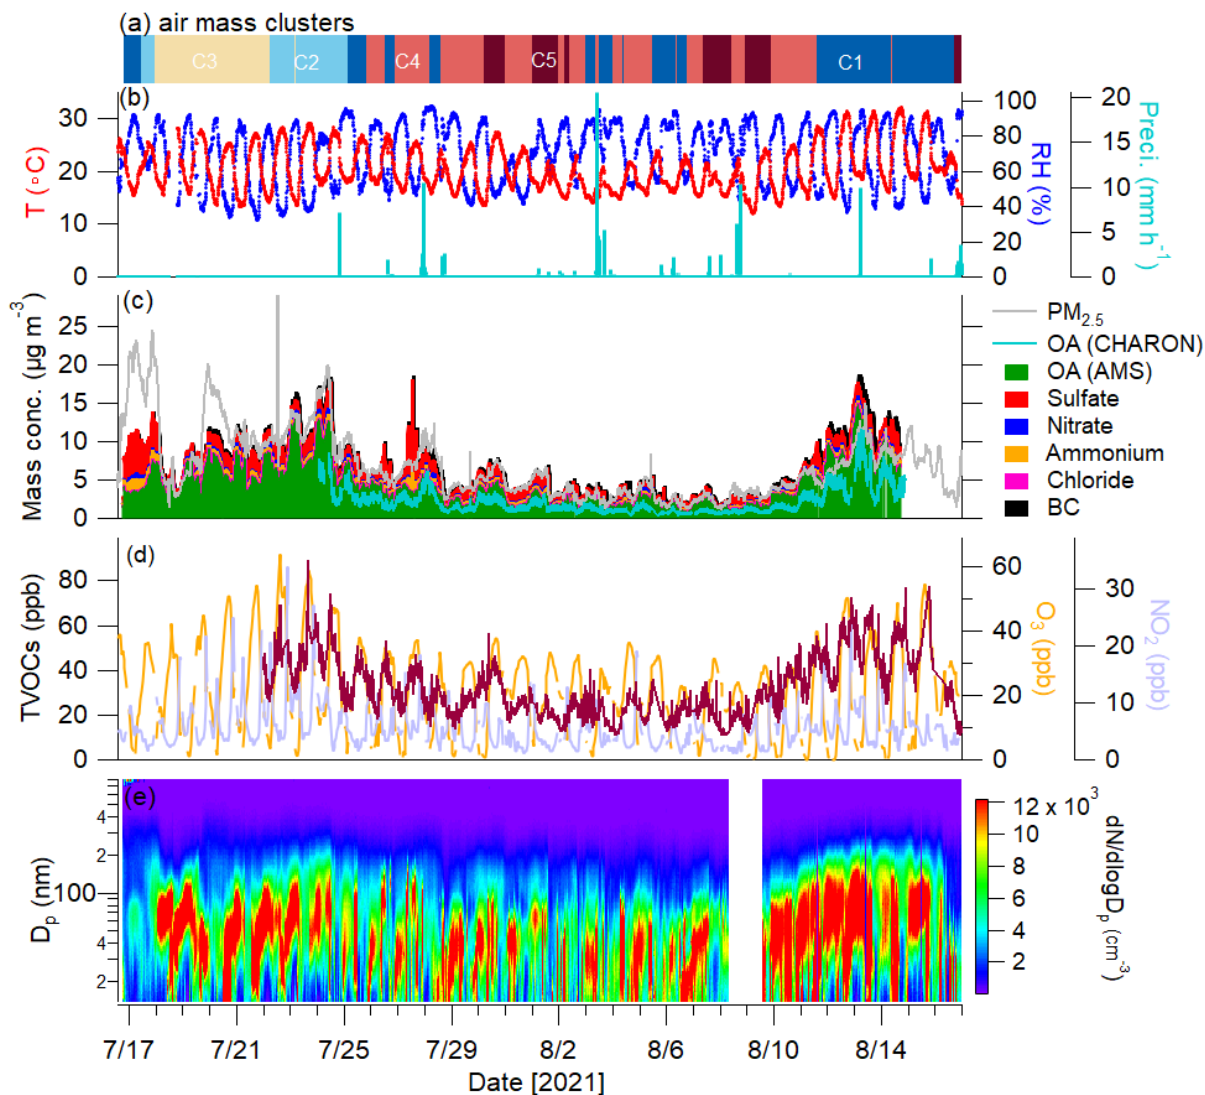 (a) air mass clusters
C3
C2
C4
C5
C1
(b)
30
20
10
0
T (°C)
100
80
60
40
20
0
RH (%)
20
15
10
5
0
Preci. (mm h⁻¹)
(c)
25
20
15
10
5
0
Mass conc. (µg m⁻³)
PM₂.₅
OA (CHARON)
OA (AMS)
Sulfate
Nitrate
Ammonium
Chloride
BC
(d)
80
60
40
20
0
TVOCs (ppb)
60
40
20
0
O₃ (ppb)
30
20
10
0
NO₂ (ppb)
(e)
4
2
100
4
2
Dₚ (nm)
12 x 10³
10
8
6
4
2
dN/dlogDₚ (cm⁻³)
7/17 7/21 7/25 7/29 8/2 8/6 8/10 8/14
Date [2021]